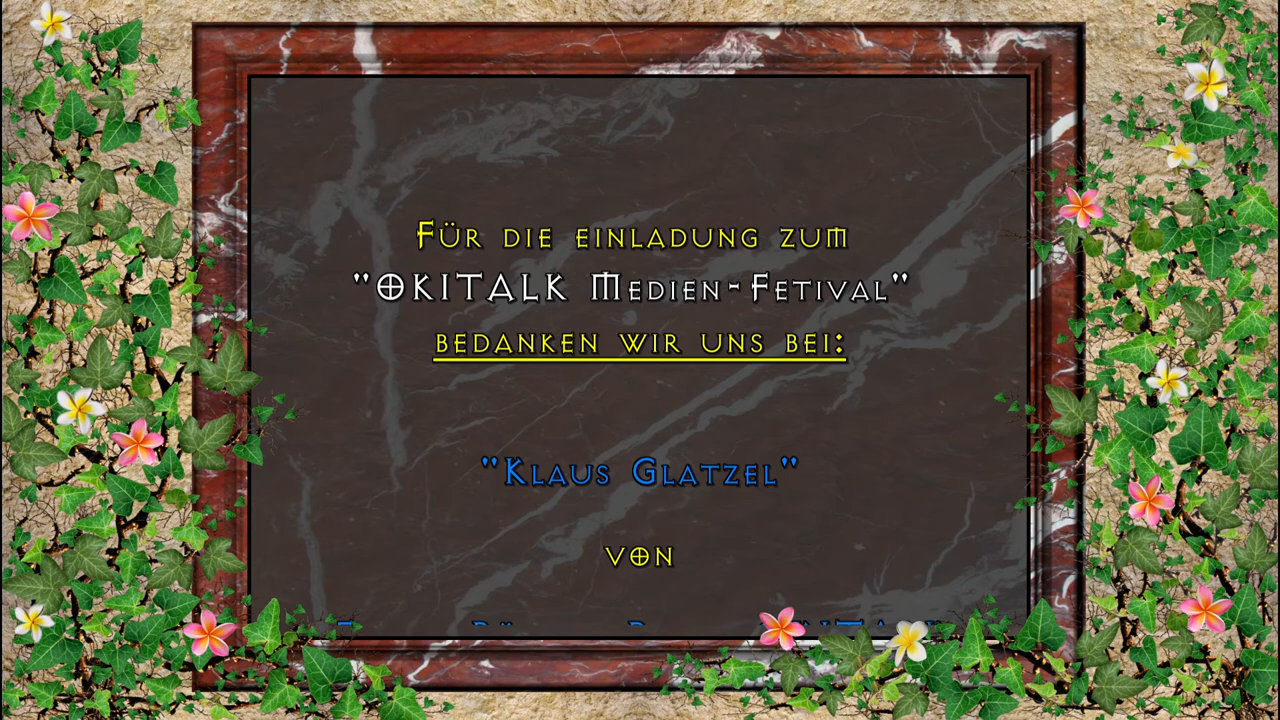 Für die einladung zum
"OKITALK Medien-Fetival"
bedanken wir uns bei:
"Klaus Glatzel"
von